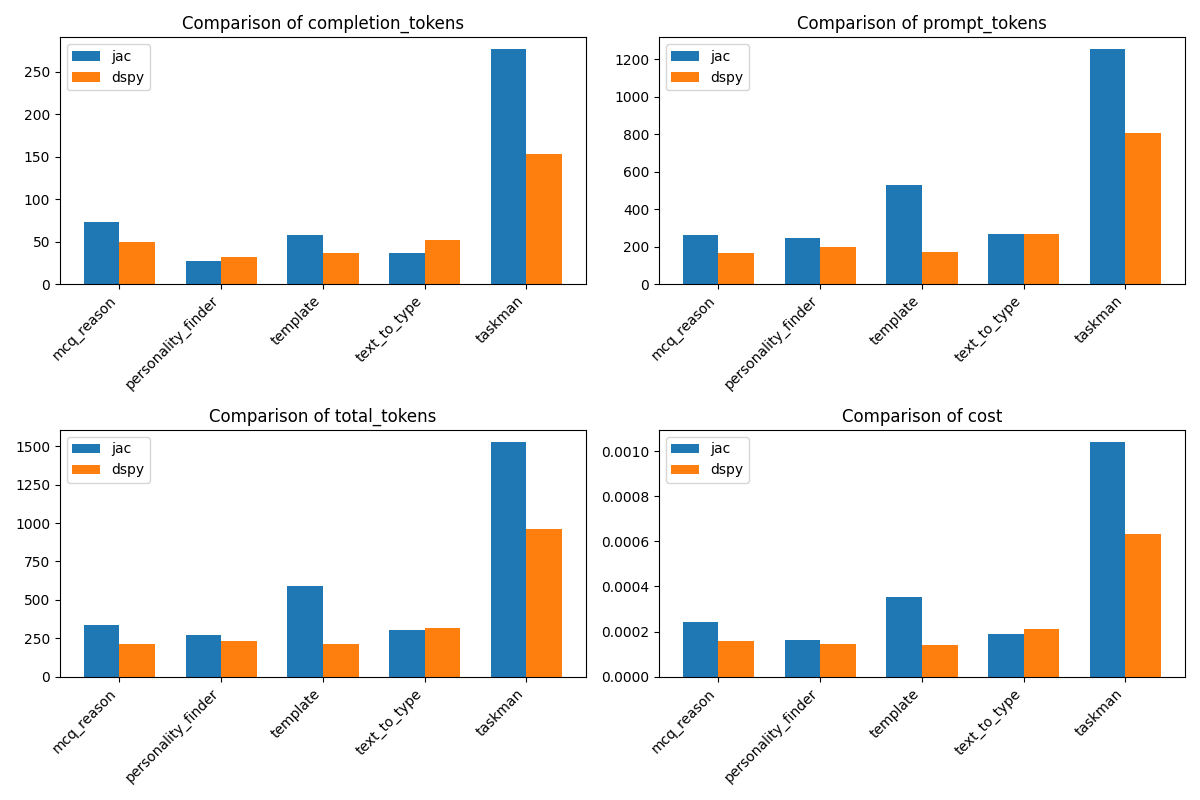 Comparison of completion_tokens
jac
dspy
250
200
150
100
50
0
mcq_reason
personality_finder
template
text_to_type
taskman
Comparison of prompt_tokens
jac
dspy
1200
1000
800
600
400
200
0
mcq_reason
personality_finder
template
text_to_type
taskman
Comparison of total_tokens
jac
dspy
1500
1250
1000
750
500
250
0
mcq_reason
personality_finder
template
text_to_type
taskman
Comparison of cost
jac
dspy
0.0010
0.0008
0.0006
0.0004
0.0002
0.0000
mcq_reason
personality_finder
template
text_to_type
taskman